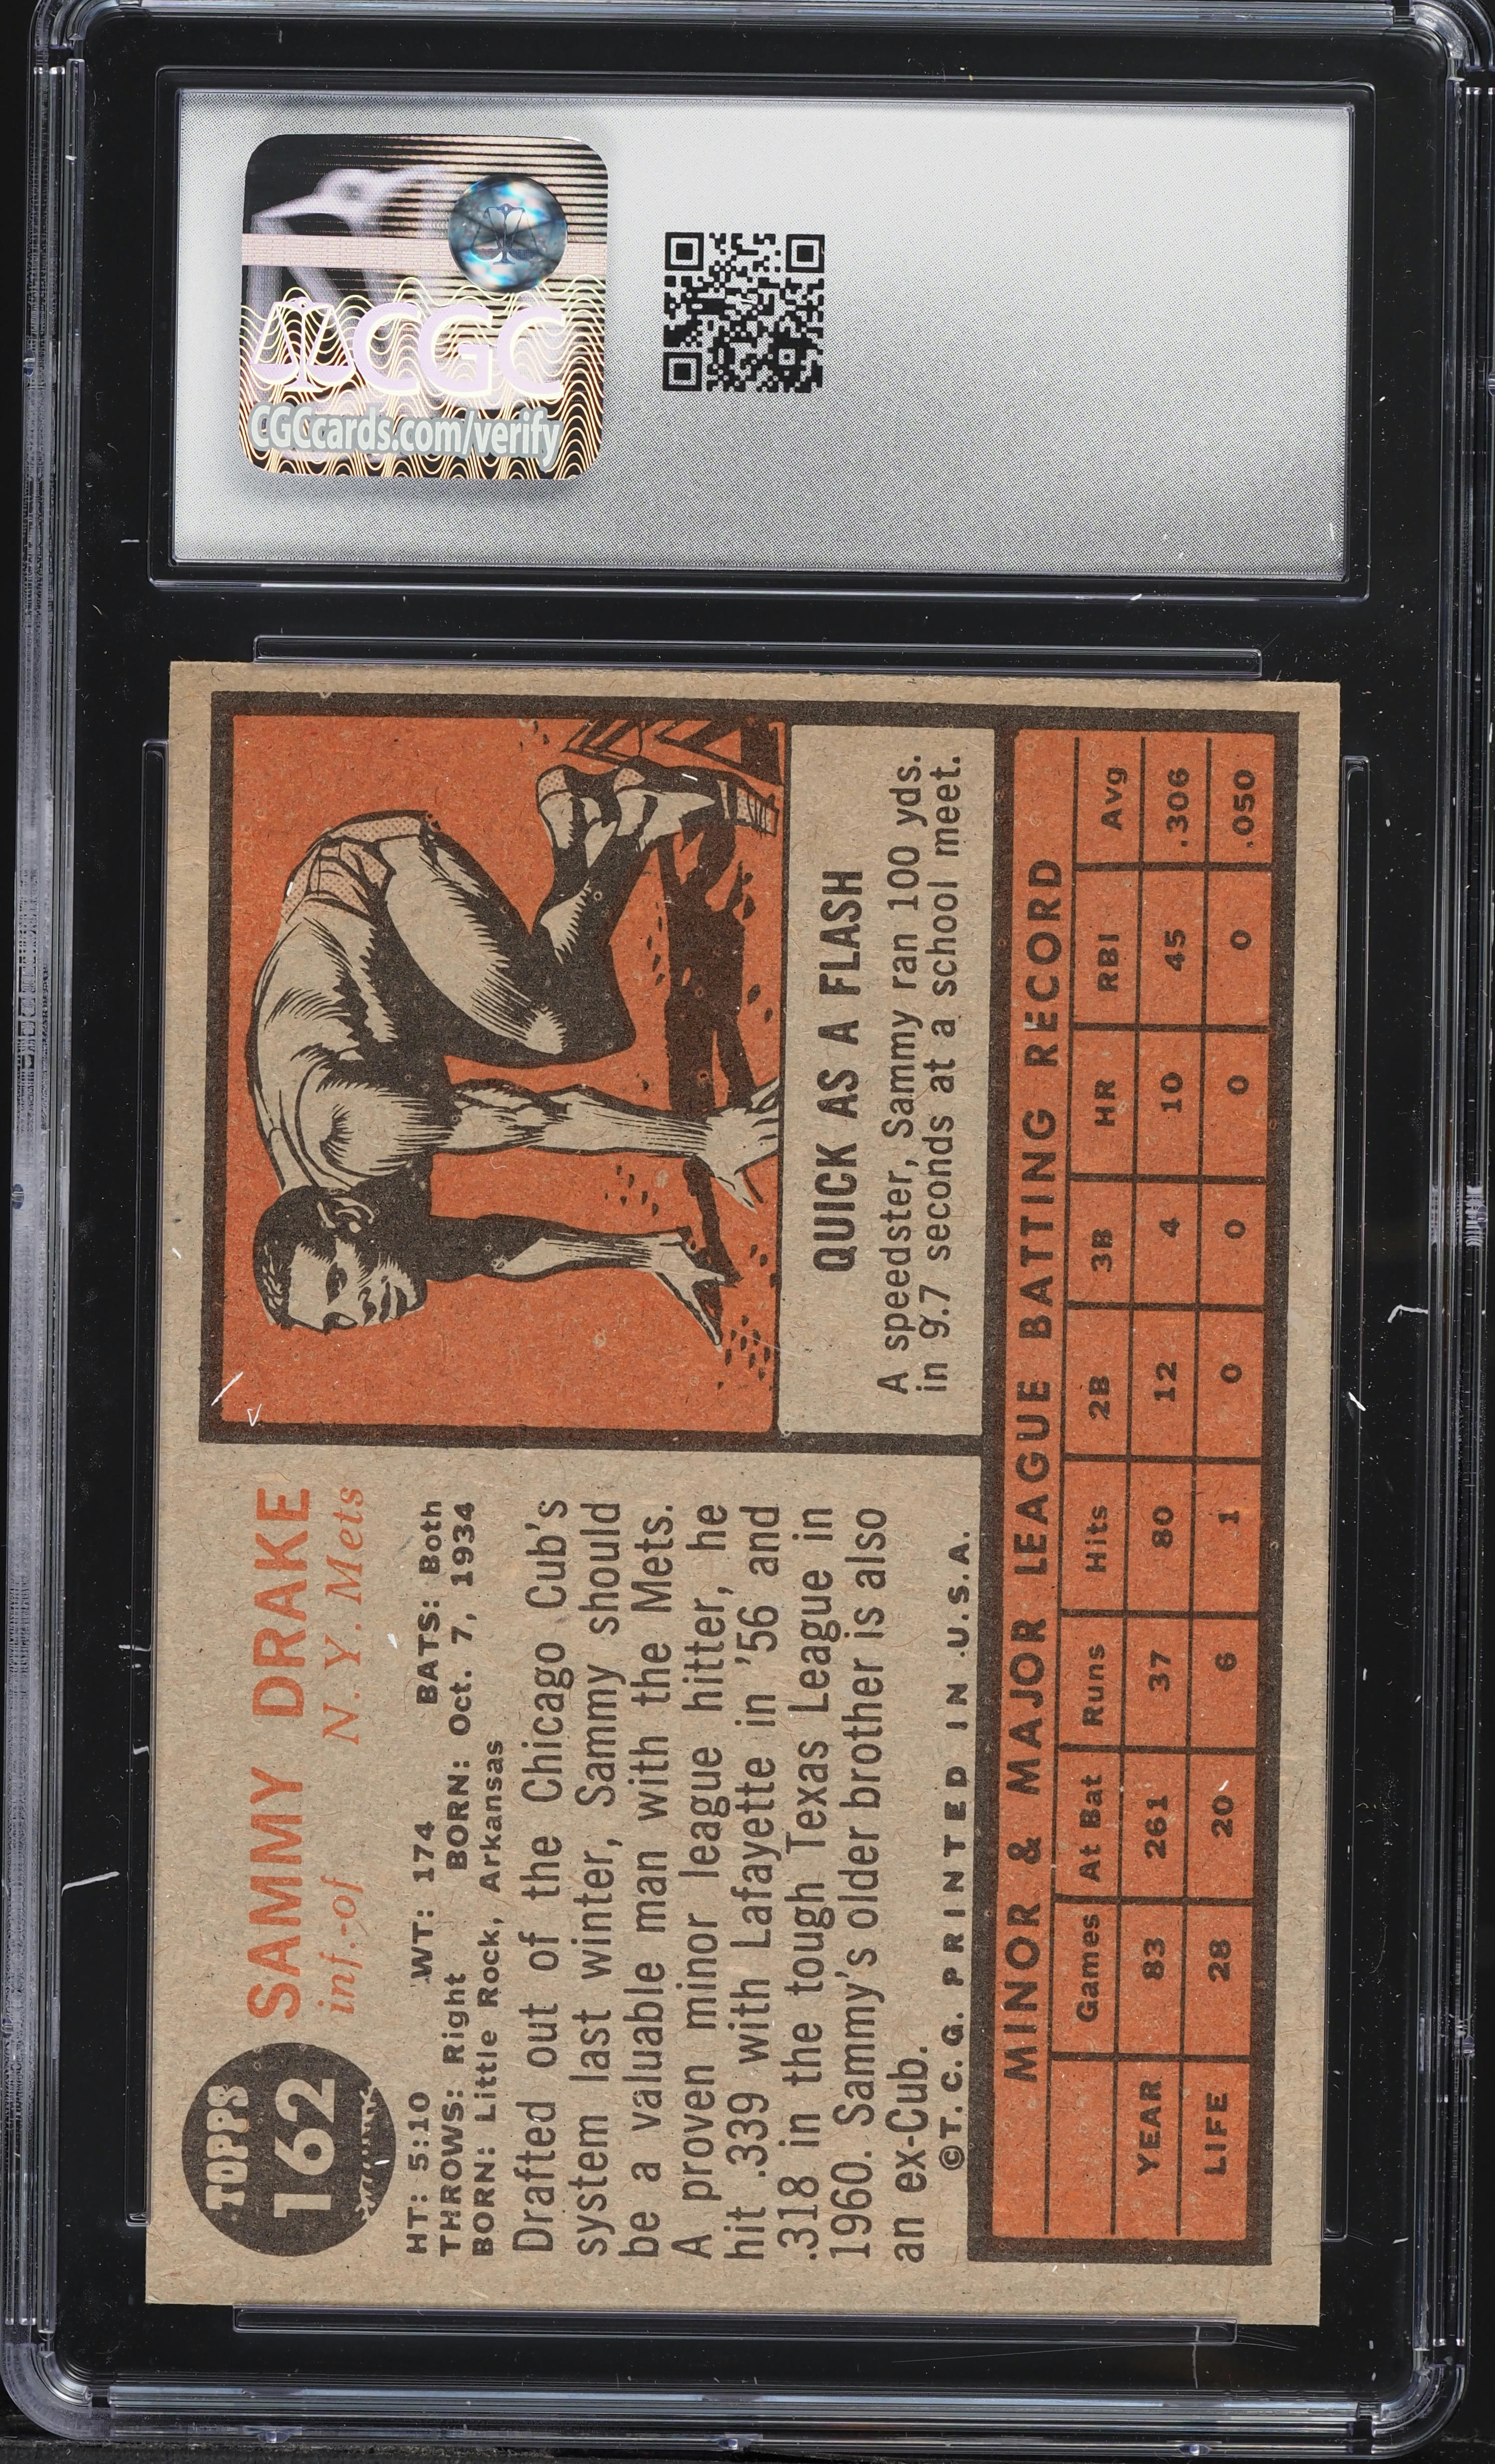 CGC
CGCcards.com/verify
TOPPS
162
SAMMY DRAKE
inf.-of N.Y. Mets
HT: 5:10 WT: 174 BATS: Both
THROWS: Right BORN: Oct. 7, 1934
BORN: Little Rock, Arkansas
Drafted out of the Chicago Cub's
system last winter, Sammy should
be a valuable man with the Mets.
A proven minor league hitter, he
hit .339 with Lafayette in '56 and
.318 in the tough Texas League in
1960. Sammy's older brother is also
an ex-Cub.
©T. C. G. PRINTED IN U.S.A.
QUICK AS A FLASH
A speedster, Sammy ran 100 yds.
in 9.7 seconds at a school meet.
MINOR & MAJOR LEAGUE BATTING RECORD
Games At Bat Runs Hits 2B 3B HR RBI Avg
YEAR 83 261 37 80 12 4 10 45 .306
LIFE 28 20 6 1 0 0 0 0 .050